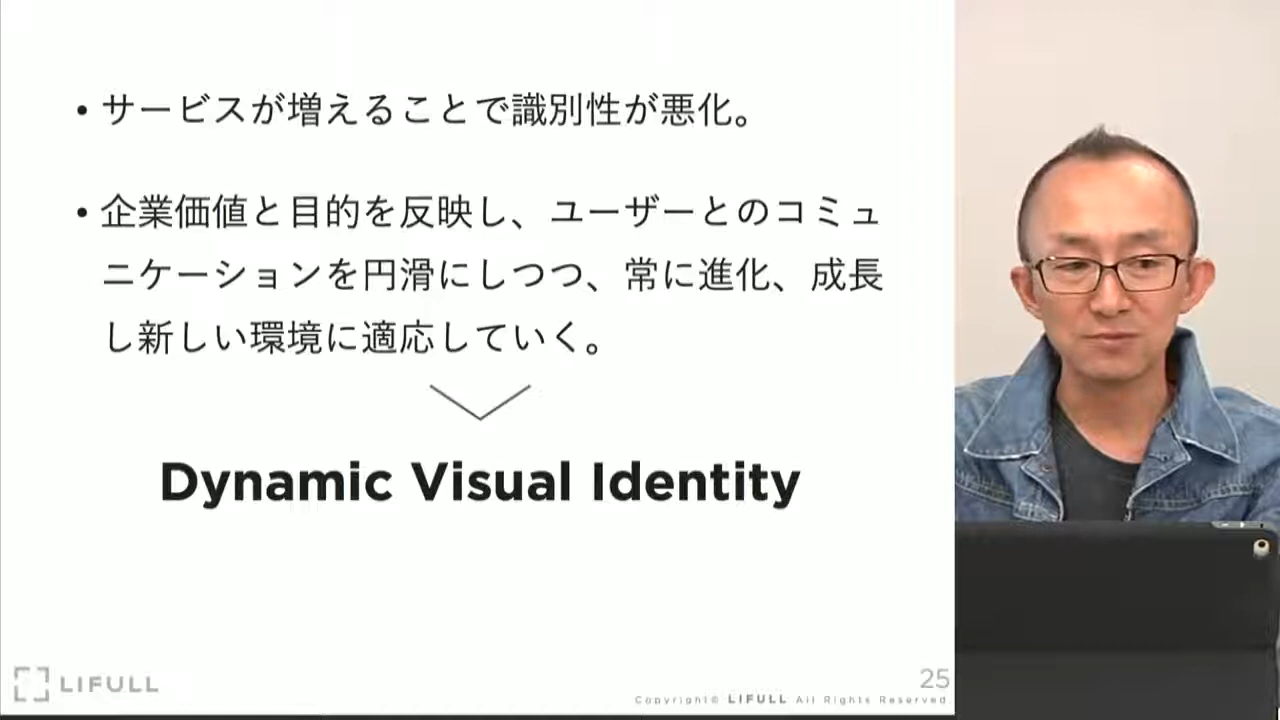 • サービスが増えることで識別性が悪化。
• 企業価値と目的を反映し、ユーザーとのコミュ
ニケーションを円滑にしつつ、常に進化、成長
し新しい環境に適応していく。
Dynamic Visual Identity
LIFULL
25
Copyright© LIFULL All Rights Reserved.